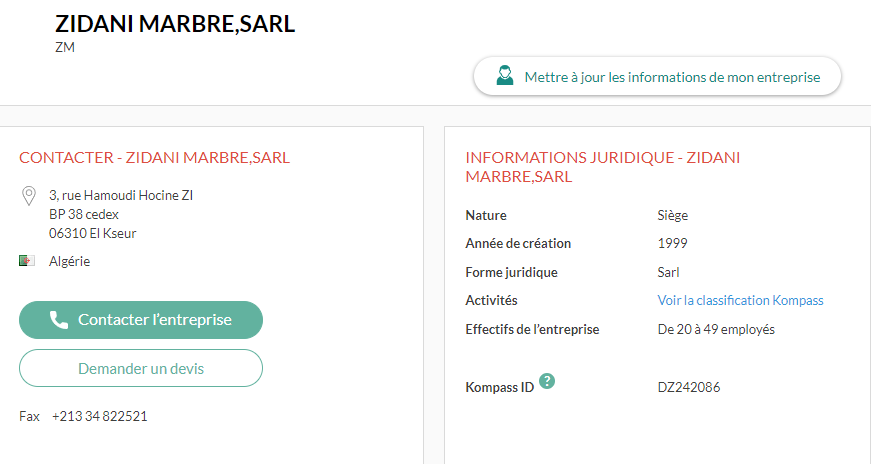 ZIDANI MARBRE,SARL
ZM
Mettre à jour les informations de mon entreprise
CONTACTER - ZIDANI MARBRE,SARL
3, rue Hamoudi Hocine ZI
BP 38 cedex
06310 El Kseur
Algérie
Contacter l’entreprise
Demander un devis
Fax +213 34 822521
INFORMATIONS JURIDIQUE - ZIDANI
MARBRE,SARL
Nature Siège
Année de création 1999
Forme juridique Sarl
Activités Voir la classification Kompass
Effectifs de l’entreprise De 20 à 49 employés
Kompass ID ? DZ242086